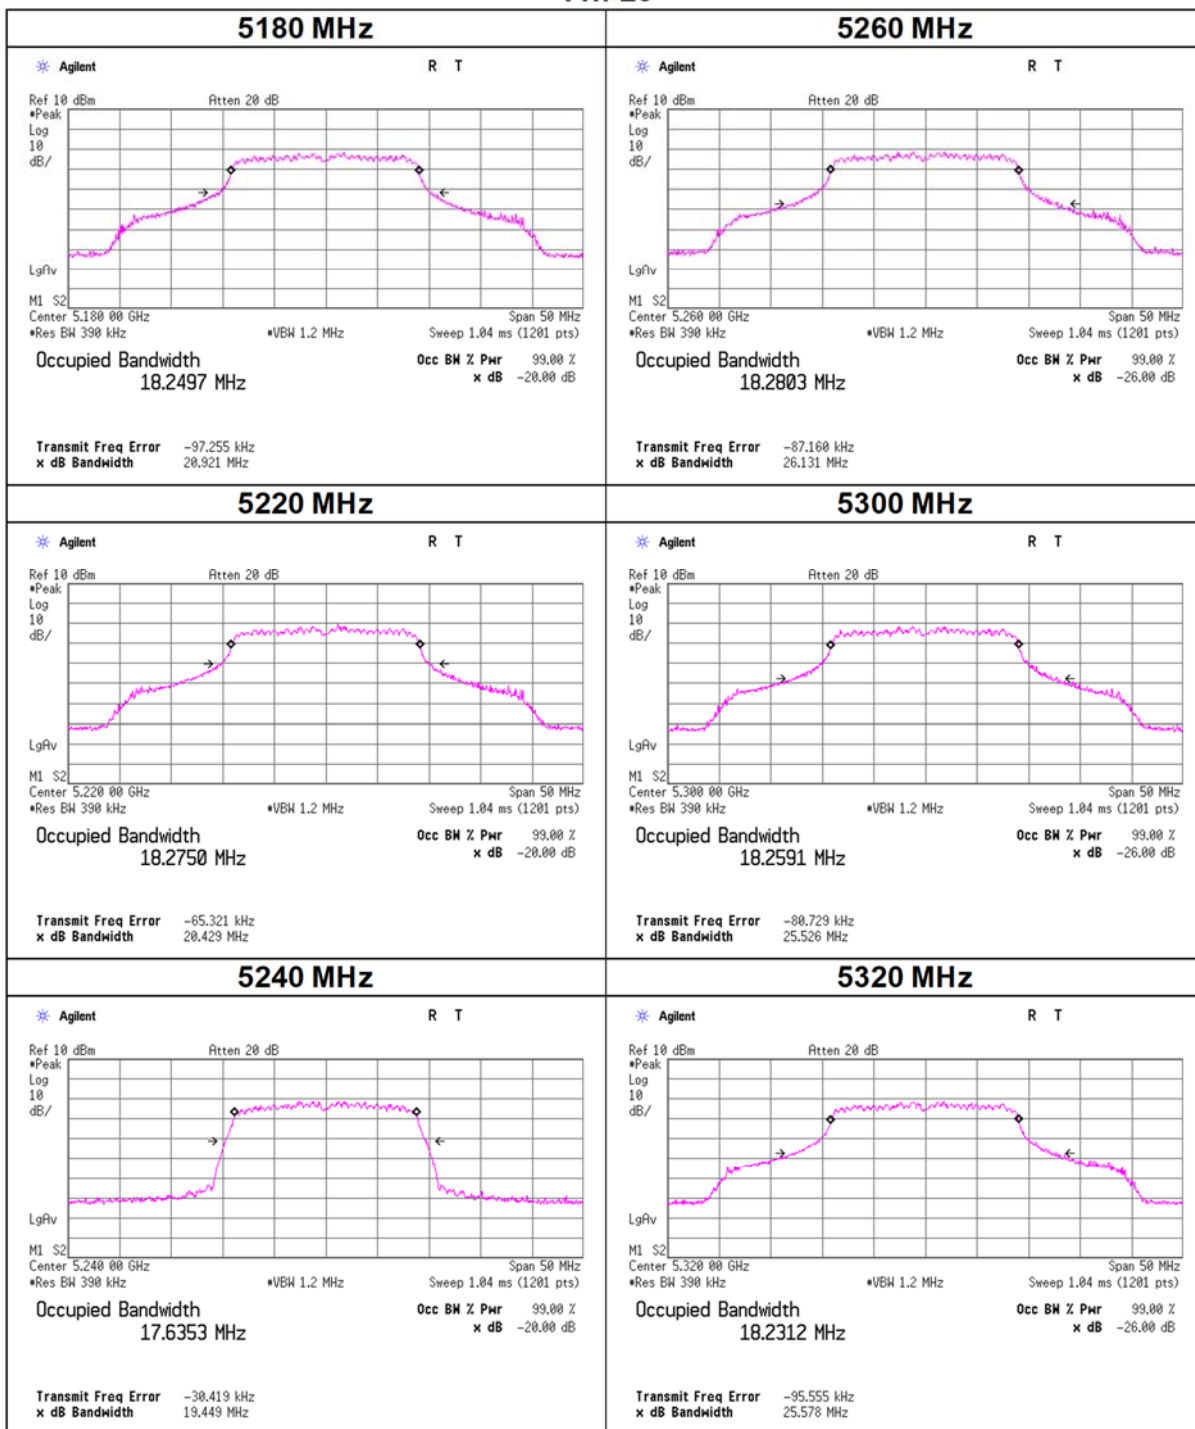 5180 MHz
Agilent R T
Ref 10 dBm Atten 20 dB
*Peak
Log
10
dB/
LgAv
M1 S2
Center 5.180 00 GHz Span 50 MHz
*Res BW 390 kHz *VBW 1.2 MHz Sweep 1.04 ms (1201 pts)
Occupied Bandwidth Occ BW % Pwr 99.00 %
18.2497 MHz x dB -20.00 dB
Transmit Freq Error -97.255 kHz
x dB Bandwidth 20.921 MHz
5260 MHz
Agilent R T
Ref 10 dBm Atten 20 dB
*Peak
Log
10
dB/
LgAv
M1 S2
Center 5.260 00 GHz Span 50 MHz
*Res BW 390 kHz *VBW 1.2 MHz Sweep 1.04 ms (1201 pts)
Occupied Bandwidth Occ BW % Pwr 99.00 %
18.2803 MHz x dB -26.00 dB
Transmit Freq Error -87.160 kHz
x dB Bandwidth 26.131 MHz
5220 MHz
Agilent R T
Ref 10 dBm Atten 20 dB
*Peak
Log
10
dB/
LgAv
M1 S2
Center 5.220 00 GHz Span 50 MHz
*Res BW 390 kHz *VBW 1.2 MHz Sweep 1.04 ms (1201 pts)
Occupied Bandwidth Occ BW % Pwr 99.00 %
18.2750 MHz x dB -20.00 dB
Transmit Freq Error -65.321 kHz
x dB Bandwidth 20.429 MHz
5300 MHz
Agilent R T
Ref 10 dBm Atten 20 dB
*Peak
Log
10
dB/
LgAv
M1 S2
Center 5.300 00 GHz Span 50 MHz
*Res BW 390 kHz *VBW 1.2 MHz Sweep 1.04 ms (1201 pts)
Occupied Bandwidth Occ BW % Pwr 99.00 %
18.2591 MHz x dB -26.00 dB
Transmit Freq Error -80.729 kHz
x dB Bandwidth 25.526 MHz
5240 MHz
Agilent R T
Ref 10 dBm Atten 20 dB
*Peak
Log
10
dB/
LgAv
M1 S2
Center 5.240 00 GHz Span 50 MHz
*Res BW 390 kHz *VBW 1.2 MHz Sweep 1.04 ms (1201 pts)
Occupied Bandwidth Occ BW % Pwr 99.00 %
17.6353 MHz x dB -20.00 dB
Transmit Freq Error -30.419 kHz
x dB Bandwidth 19.449 MHz
5320 MHz
Agilent R T
Ref 10 dBm Atten 20 dB
*Peak
Log
10
dB/
LgAv
M1 S2
Center 5.320 00 GHz Span 50 MHz
*Res BW 390 kHz *VBW 1.2 MHz Sweep 1.04 ms (1201 pts)
Occupied Bandwidth Occ BW % Pwr 99.00 %
18.2312 MHz x dB -26.00 dB
Transmit Freq Error -95.555 kHz
x dB Bandwidth 25.578 MHz